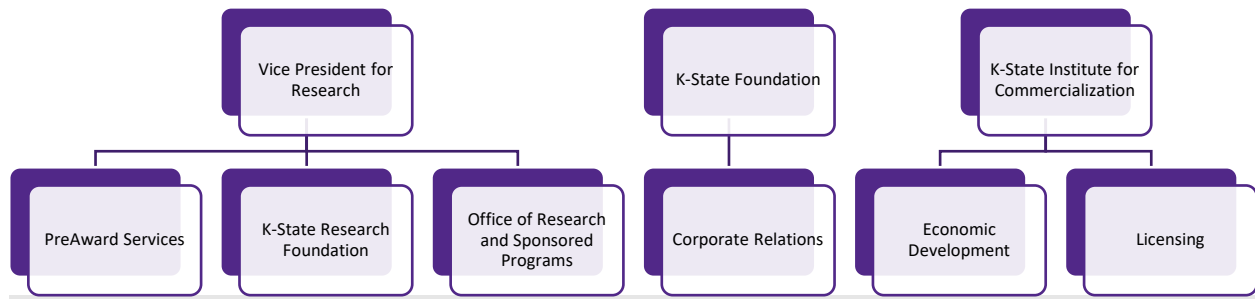 Vice President for
Research
K-State Foundation
K-State Institute for
Commercialization
PreAward Services
K-State Research
Foundation
Office of Research
and Sponsored
Programs
Corporate Relations
Economic
Development
Licensing